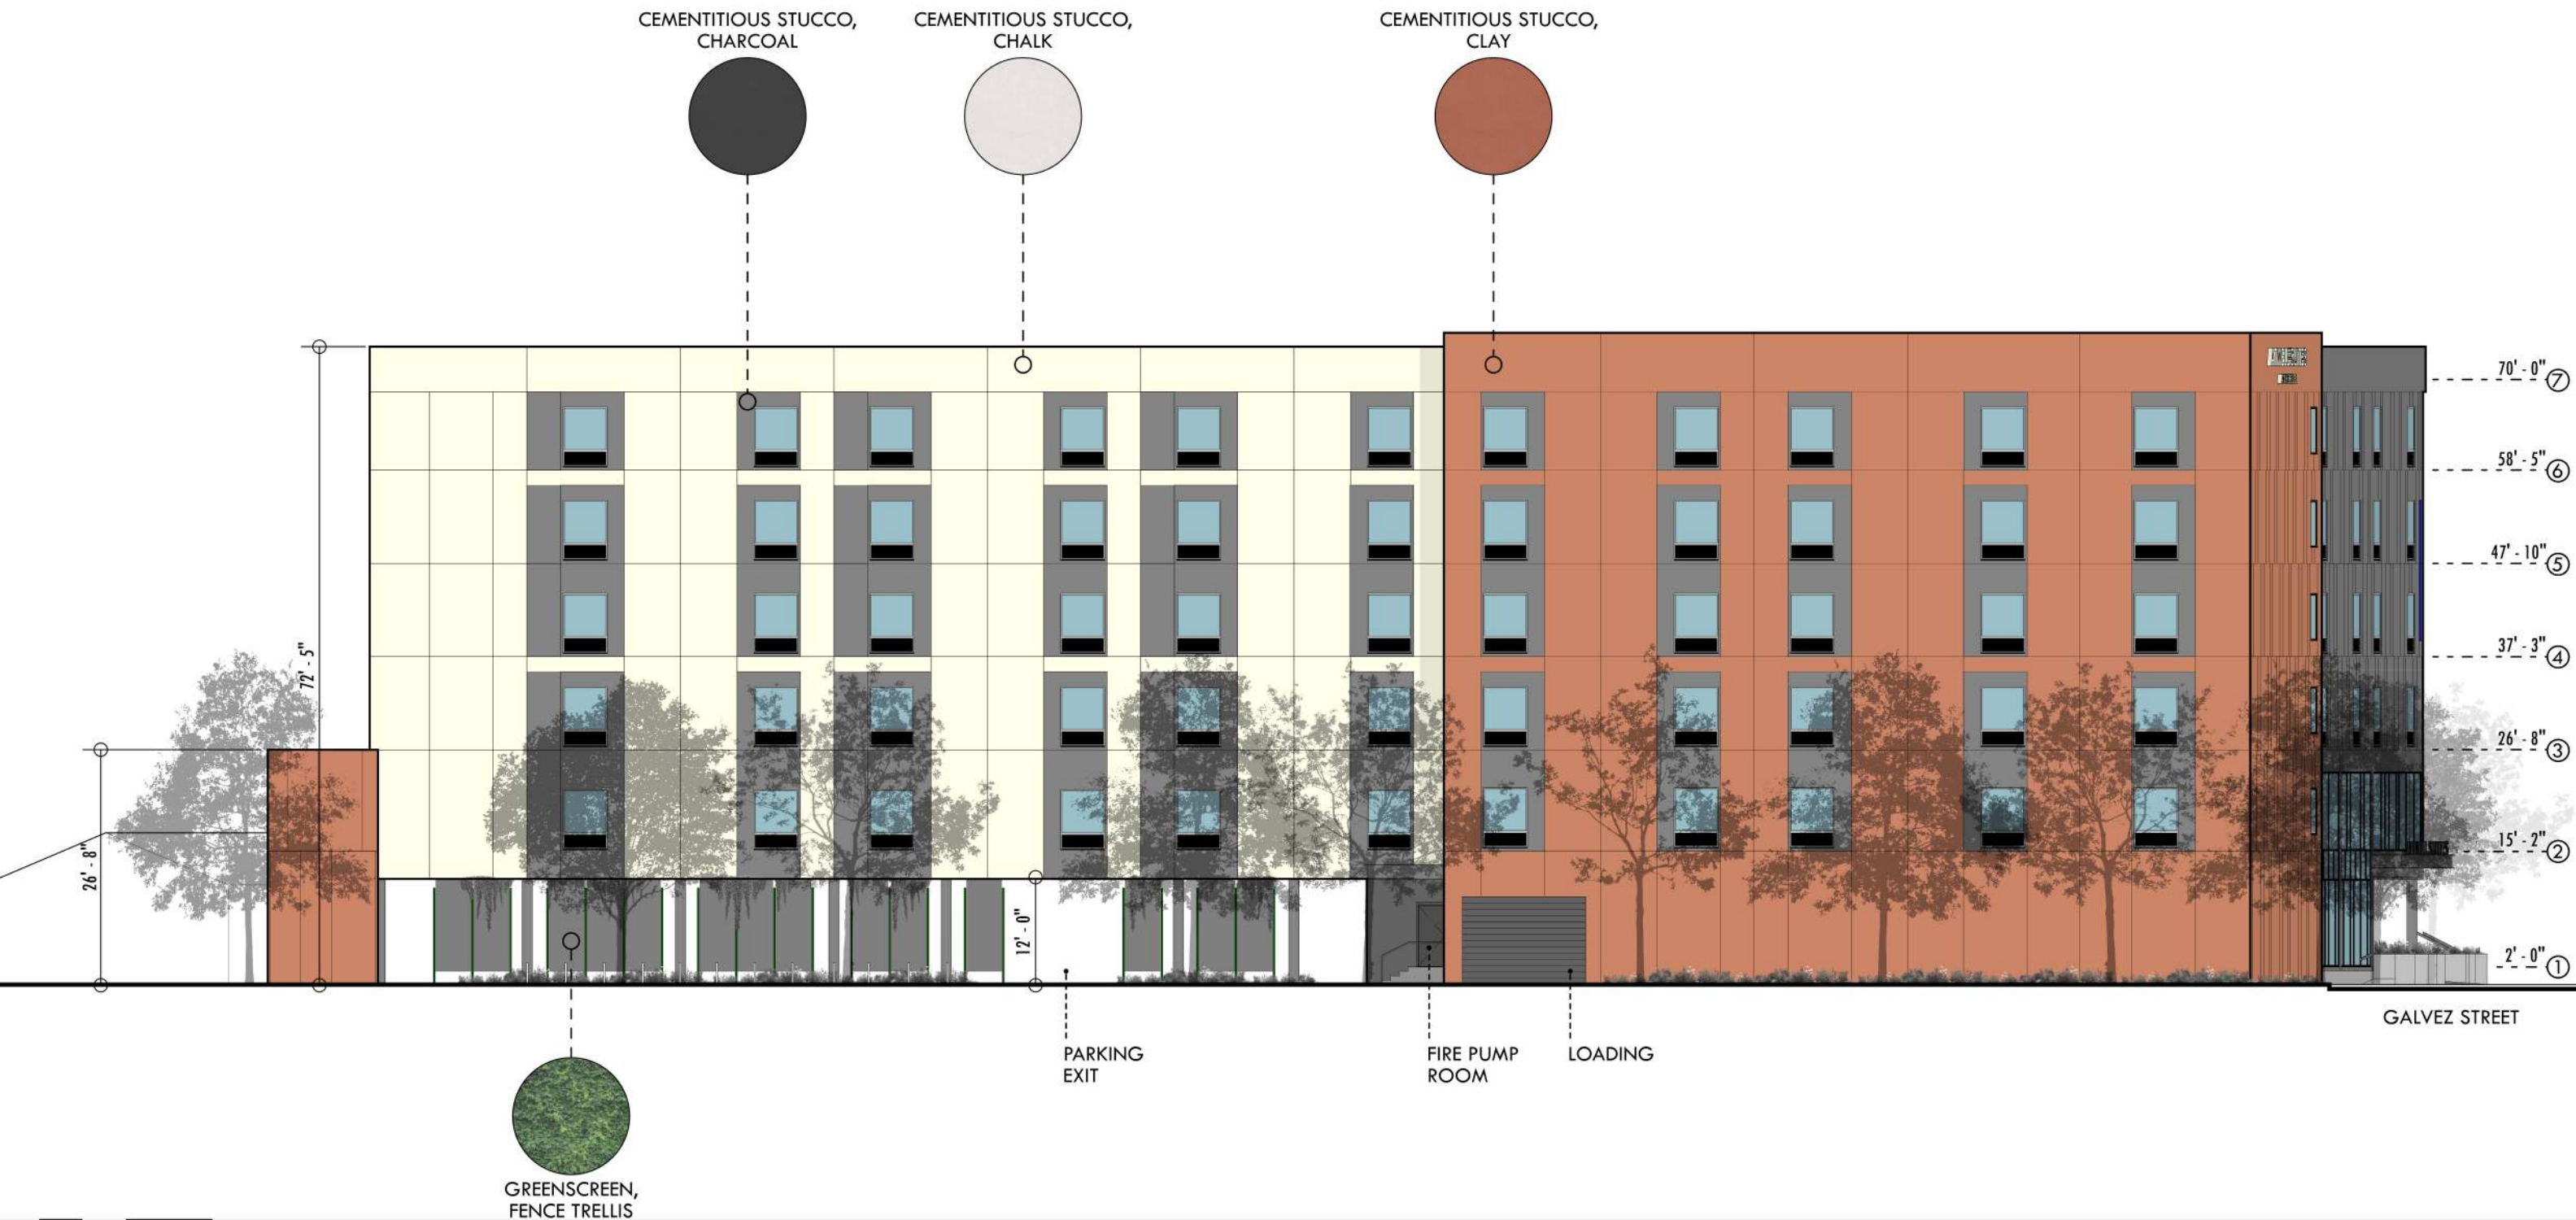 CEMENTITIOUS STUCCO,
CHARCOAL
CEMENTITIOUS STUCCO,
CHALK
CEMENTITIOUS STUCCO,
CLAY
70' - 0"
7
58' - 5"
6
47' - 10"
5
37' - 3"
4
26' - 8"
3
15' - 2"
2
2' - 0"
1
72' - 5"
26' - 8"
12' - 0"
GALVEZ STREET
PARKING
EXIT
FIRE PUMP
ROOM
LOADING
GREENSCREEN,
FENCE TRELLIS